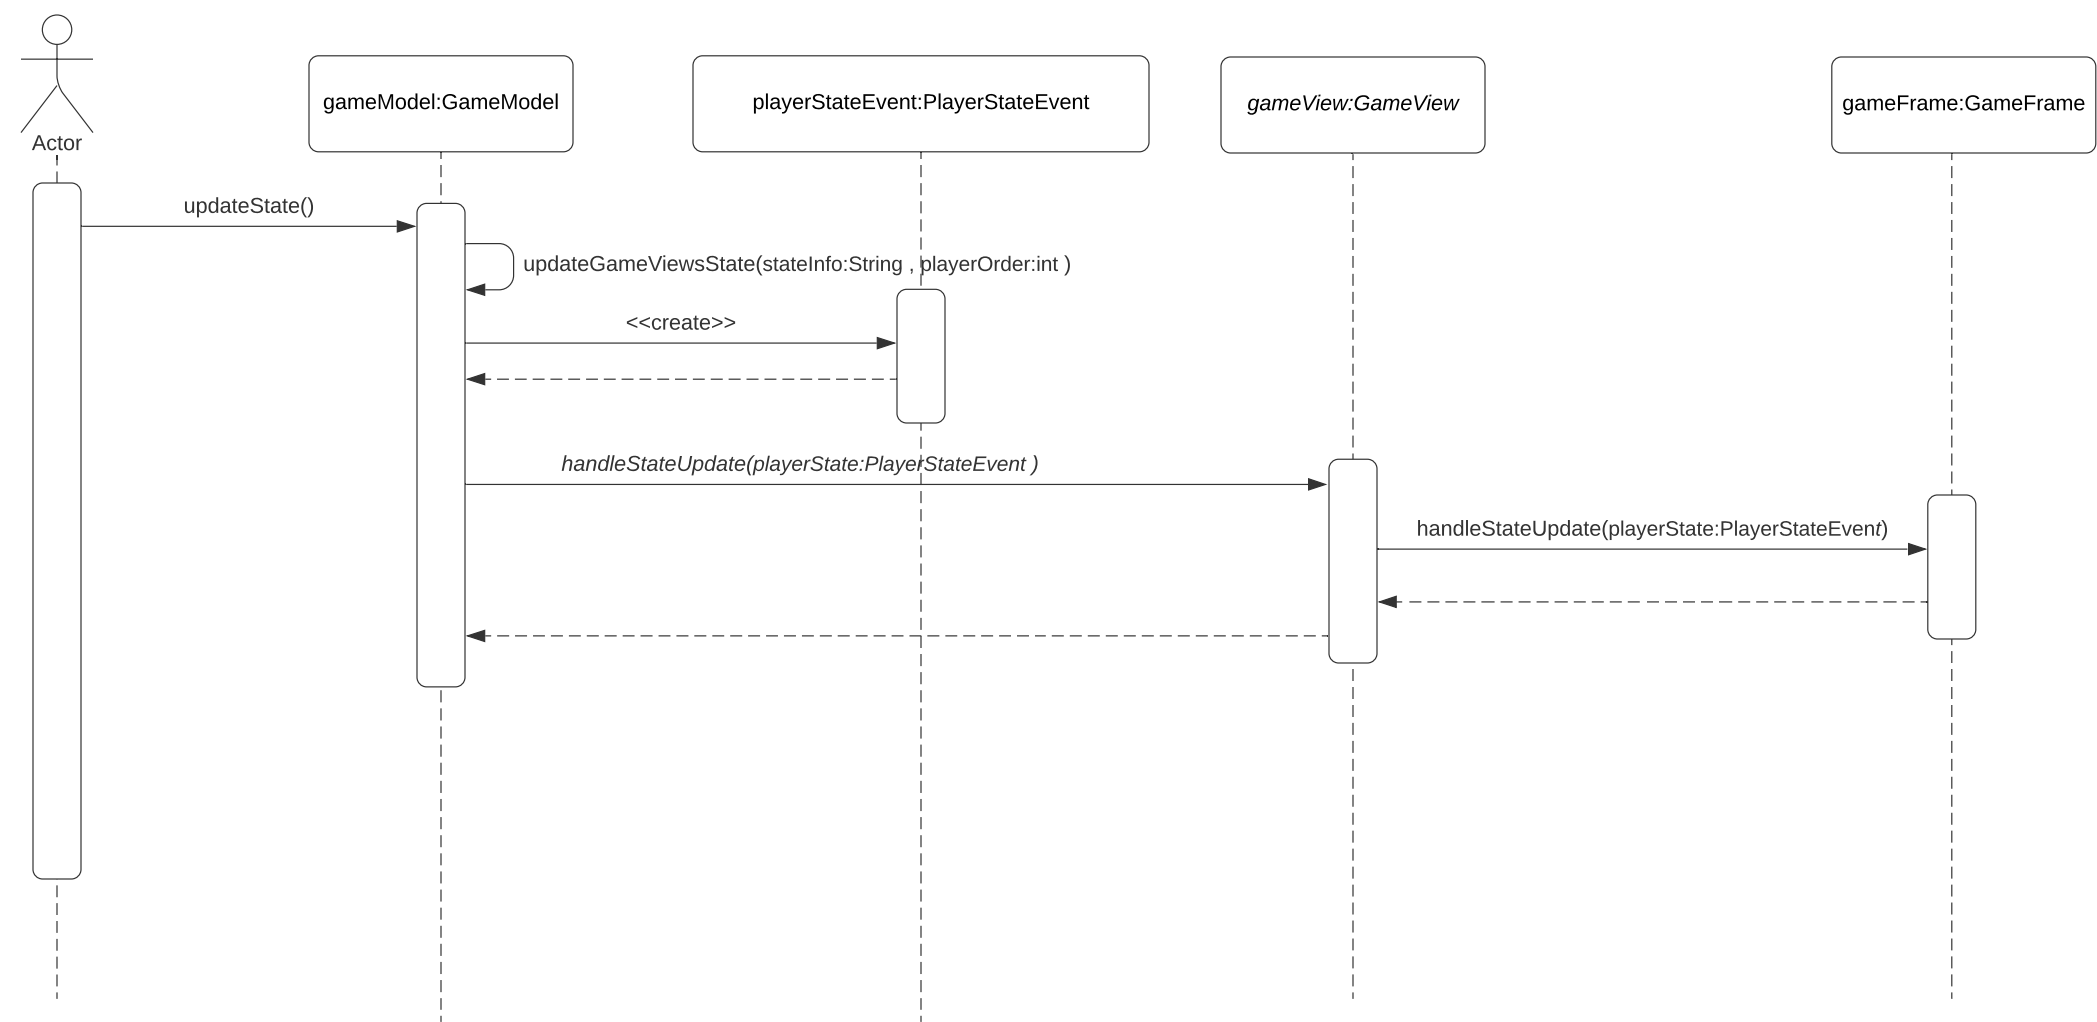 Actor
gameModel:GameModel
playerStateEvent:PlayerStateEvent
gameView:GameView
gameFrame:GameFrame
updateState()
updateGameViewsState(stateInfo:String , playerOrder:int )
<<create>>
handleStateUpdate(playerState:PlayerStateEvent )
handleStateUpdate(playerState:PlayerStateEvent)